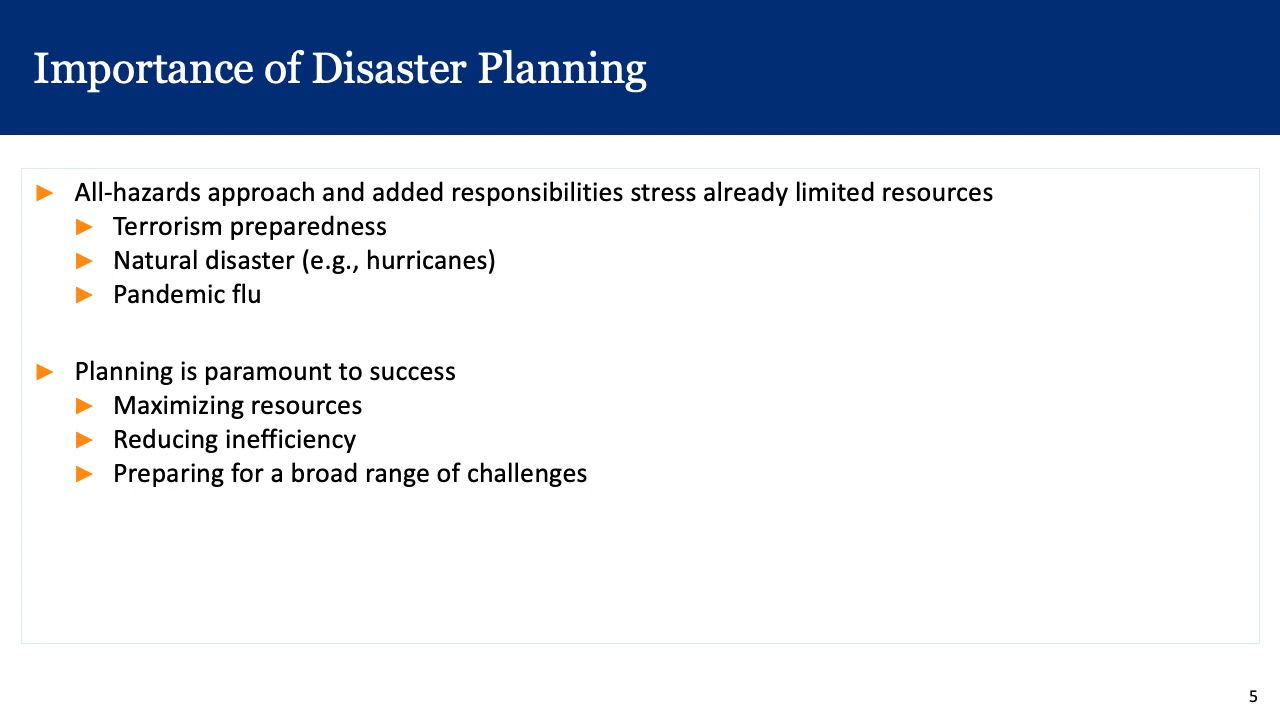 Importance of Disaster Planning
► All-hazards approach and added responsibilities stress already limited resources
► Terrorism preparedness
► Natural disaster (e.g., hurricanes)
► Pandemic flu
► Planning is paramount to success
► Maximizing resources
► Reducing inefficiency
► Preparing for a broad range of challenges
5